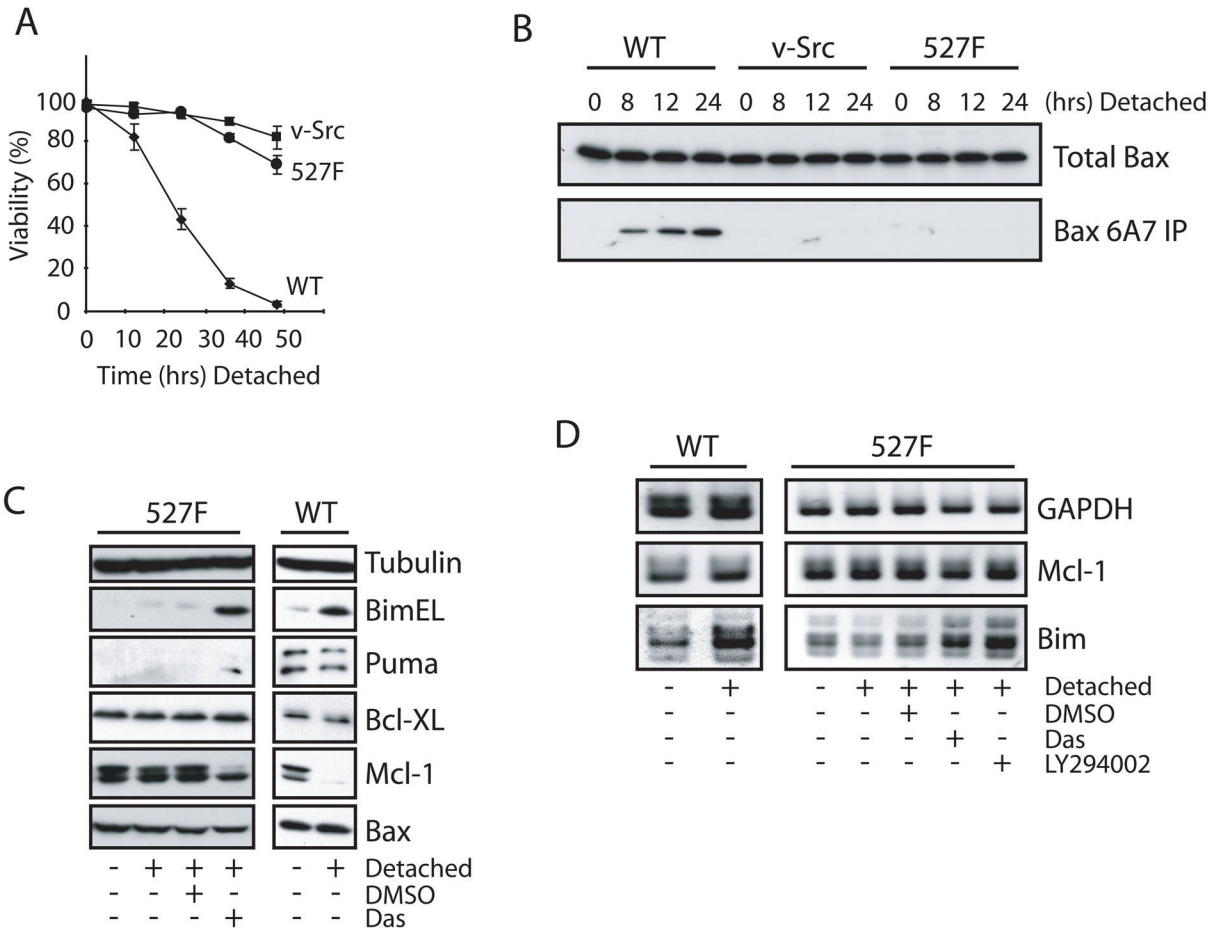 A
Viability (%)
100
80
60
40
20
0
0 10 20 30 40 50
Time (hrs) Detached
v-Src
527F
WT
B
WT v-Src 527F
0 8 12 24 0 8 12 24 0 8 12 24 (hrs) Detached
Total Bax
Bax 6A7 IP
C
527F WT
Tubulin
BimEL
Puma
Bcl-XL
Mcl-1
Bax
- + + + - + Detached
- - + - - - DMSO
- - - + - - Das
D
WT 527F
GAPDH
Mcl-1
Bim
- + - + + + + Detached
- - - - + - - DMSO
- - - - - + - Das
- - - - - - + LY294002